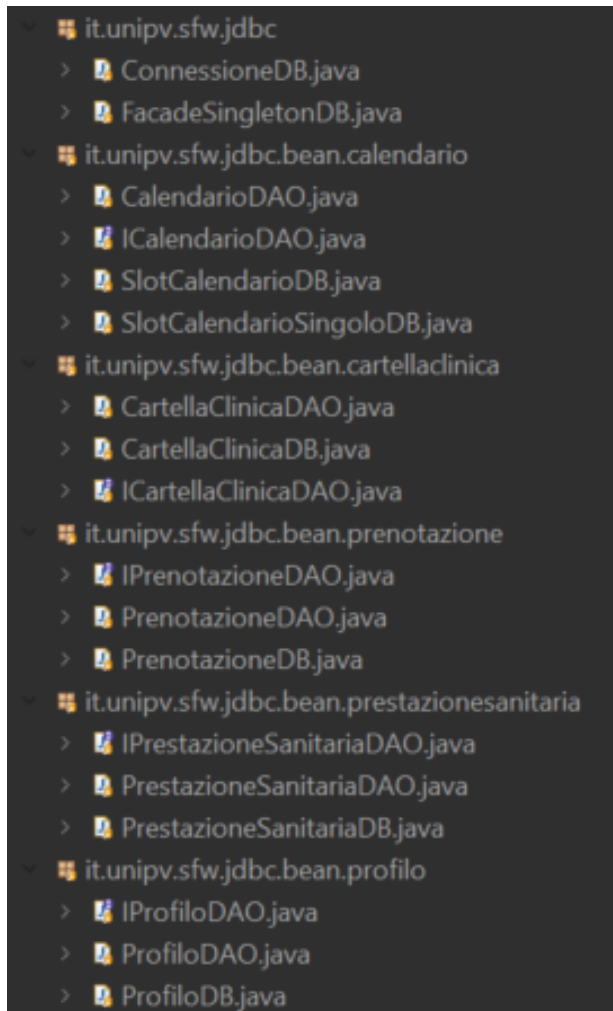 it.unipv.sfw.jdbc
ConnessioneDB.java
FacadeSingletonDB.java
it.unipv.sfw.jdbc.bean.calendario
CalendarioDAO.java
ICalendarioDAO.java
SlotCalendarioDB.java
SlotCalendarioSingoloDB.java
it.unipv.sfw.jdbc.bean.cartellaclinica
CartellaClinicaDAO.java
CartellaClinicaDB.java
ICartellaClinicaDAO.java
it.unipv.sfw.jdbc.bean.prenotazione
IPrenotazioneDAO.java
PrenotazioneDAO.java
PrenotazioneDB.java
it.unipv.sfw.jdbc.bean.prestazionesanitaria
IPrestazioneSanitariaDAO.java
PrestazioneSanitariaDAO.java
PrestazioneSanitariaDB.java
it.unipv.sfw.jdbc.bean.profilo
IProfiloDAO.java
ProfiloDAO.java
ProfiloDB.java